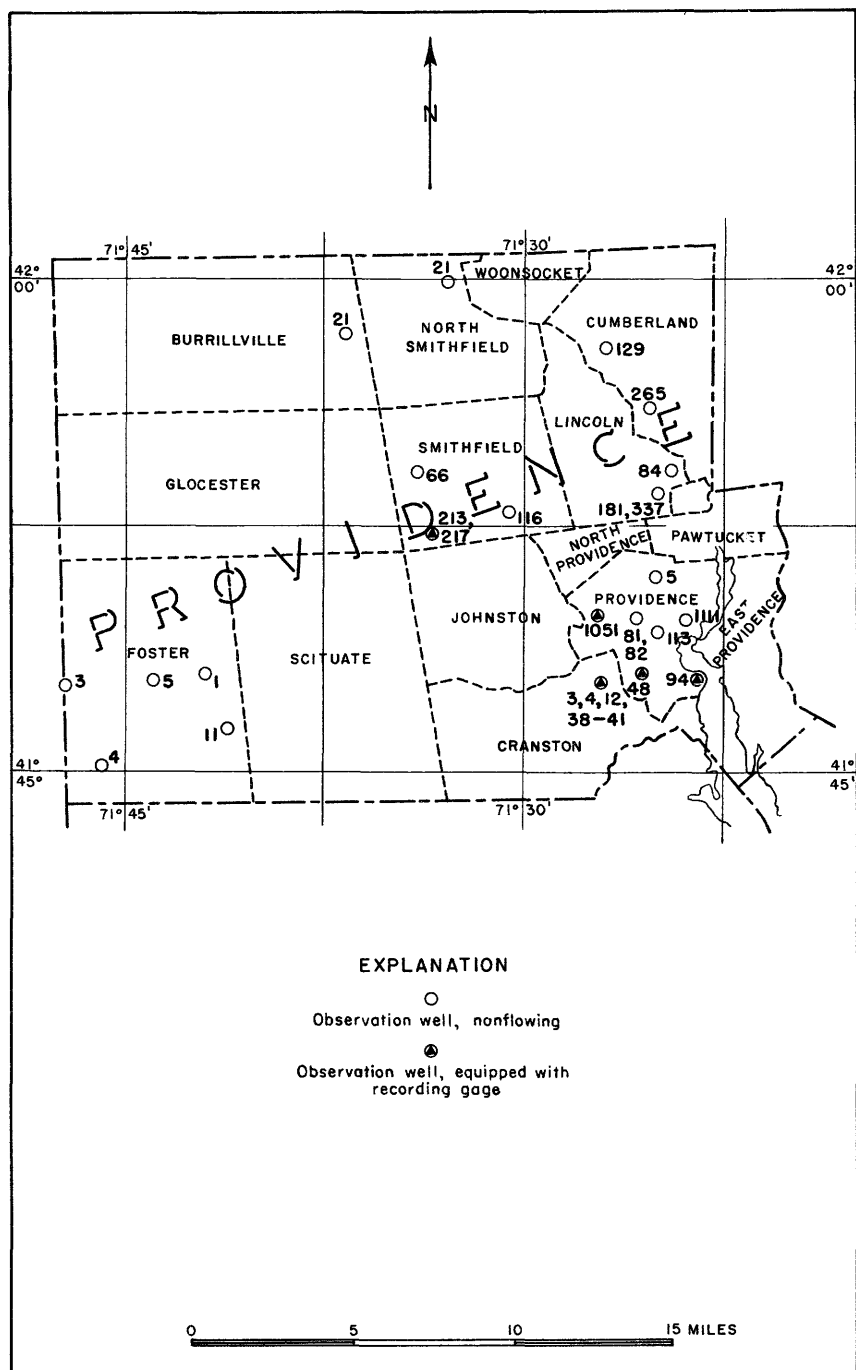 N
71° 45'
71° 30'
42°
00'
42°
00'
21
WOONSOCKET
21
BURRILLVILLE
NORTH
SMITHFIELD
CUMBERLAND
129
265
LINCOLN
SMITHFIELD
66
84
GLOCESTER
213,
217
116
181,337
PROVIDENCE
NORTH
PROVIDENCE
PAWTUCKET
5
PROVIDENCE
EAST
PROVIDENCE
JOHNSTON
1051
81,
82
113
1111
FOSTER
SCITUATE
3
5
1
3,4,12,
38-41
48
94
11
CRANSTON
4
41
45°
41°
45'
71° 45'
71° 30'
EXPLANATION
Observation well, nonflowing
Observation well, equipped with
recording gage
0 5 10 15 MILES